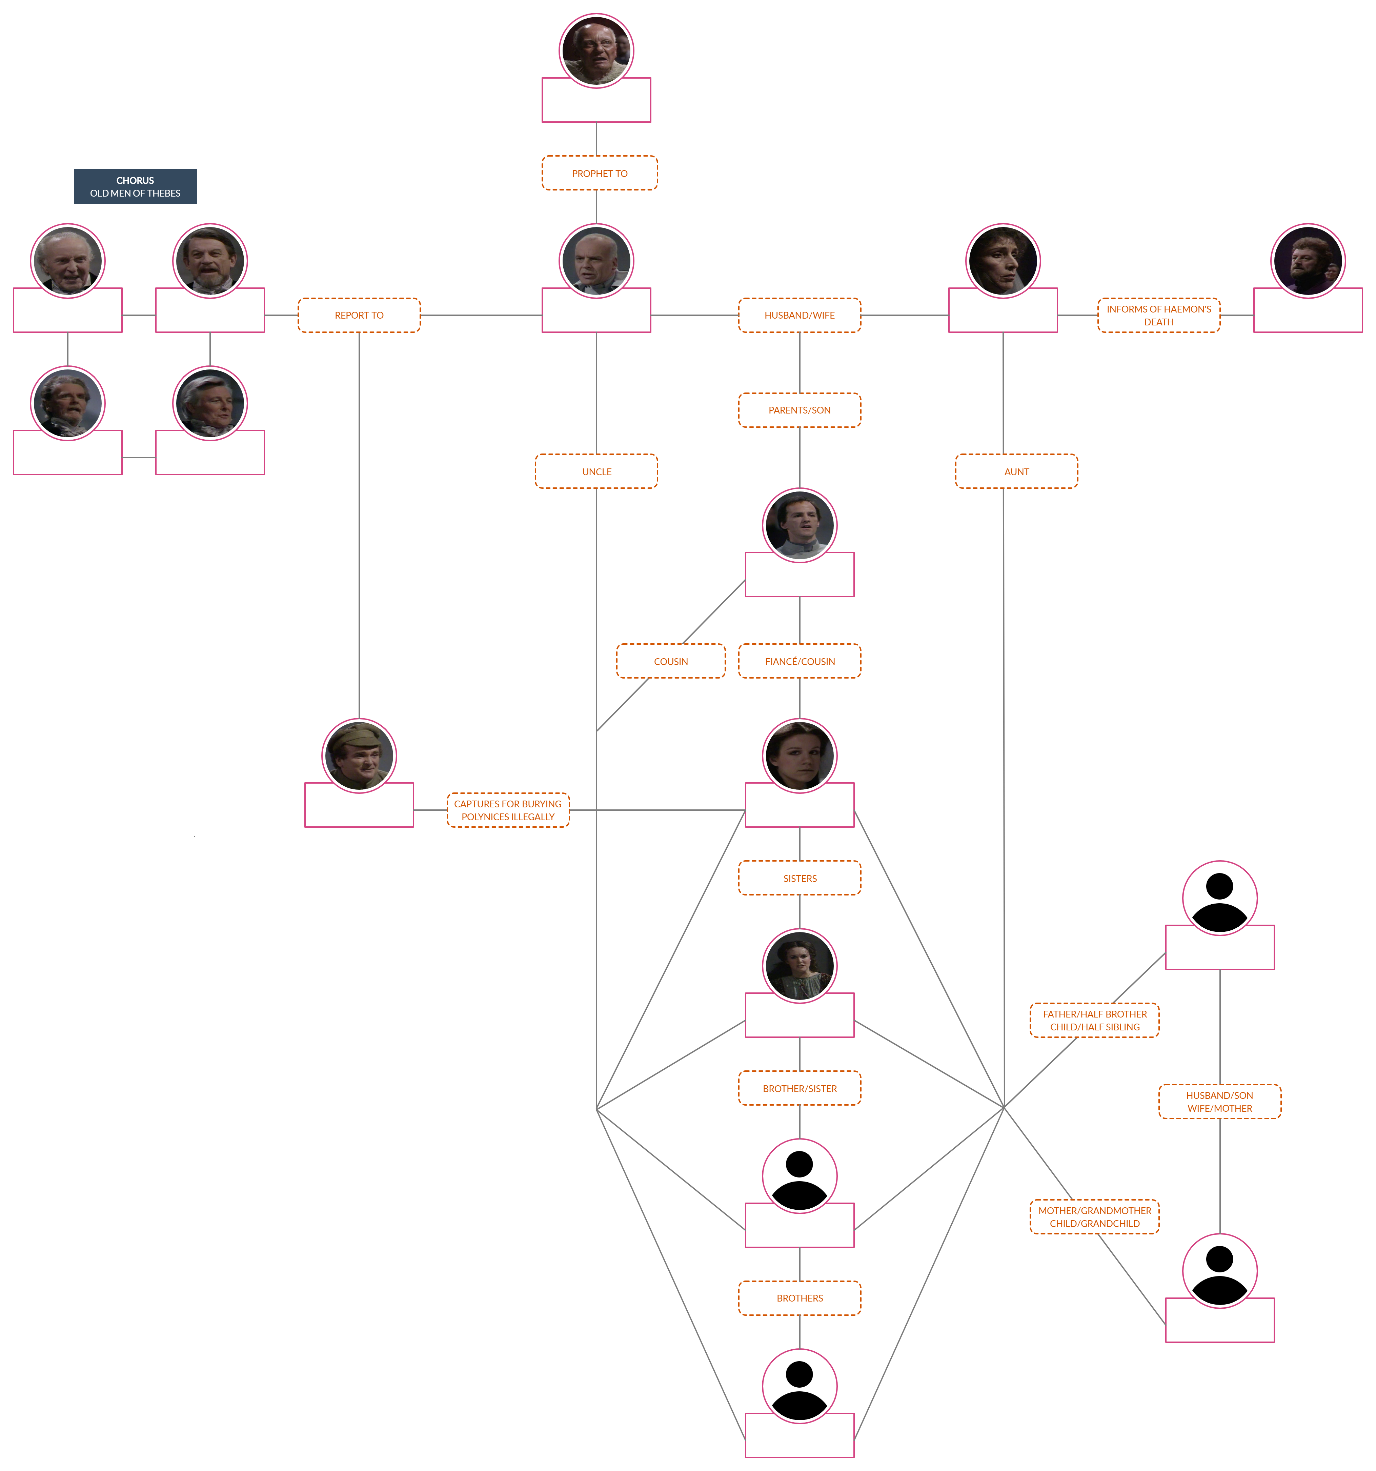 PROPHET TO
CHORUS
OLD MEN OF THEBES
REPORT TO
HUSBAND/WIFE
INFORMS OF HAEMON'S
DEATH
PARENTS/SON
UNCLE
AUNT
COUSIN
FIANCÉ/COUSIN
CAPTURES FOR BURYING
POLYNICES ILLEGALLY
SISTERS
FATHER/HALF BROTHER
CHILD/HALF SIBLING
BROTHER/SISTER
HUSBAND/SON
WIFE/MOTHER
MOTHER/GRANDMOTHER
CHILD/GRANDCHILD
BROTHERS